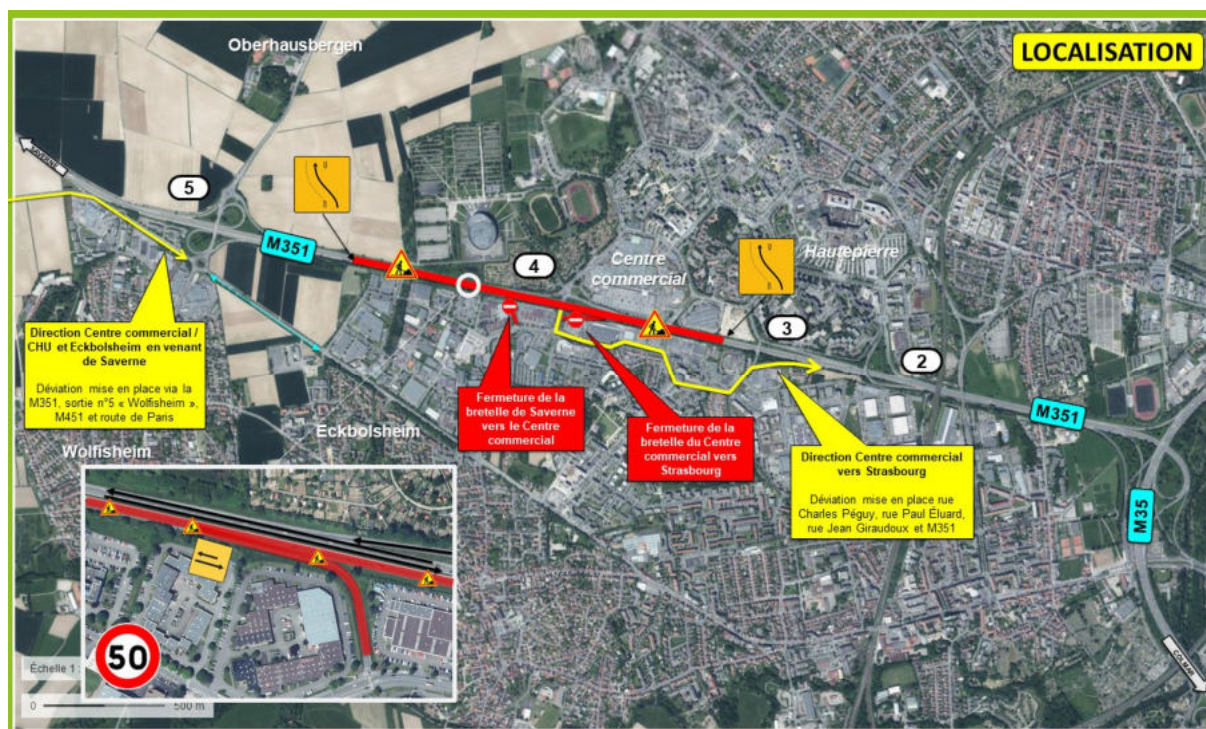 Oberhausbergen
LOCALISATION
SAVERNE
5
M351
4
Centre
commercial
Hautepierre
3
2
M351
M35
COLMAR
Direction Centre commercial /
CHU et Eckbolsheim en venant
de Saverne
Déviation mise en place via la
M351, sortie n°5 « Wolfisheim »,
M451 et route de Paris
Eckbolsheim
Wolfisheim
Fermeture de la
bretelle de Saverne
vers le Centre
commercial
Fermeture de la
bretelle du Centre
commercial vers
Strasbourg
Direction Centre commercial
vers Strasbourg
Déviation mise en place rue
Charles Péguy, rue Paul Éluard,
rue Jean Giraudoux et M351
50
Échelle 1 :
0 500 m